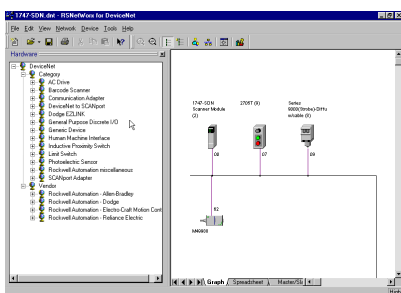 1747-SDN.dnt - RSNetWorx for DeviceNet
File Edit View Network Device Tools Help
Hardware
DeviceNet
Category
AC Drive
Barcode Scanner
Communication Adapter
DeviceNet to SCANport
Dodge EZLINK
General Purpose Discrete I/O
Generic Device
Human Machine Interface
Inductive Proximity Switch
Limit Switch
Photoelectric Sensor
Rockwell Automation miscellaneous
SCANport Adapter
Vendor
Rockwell Automation - Allen-Bradley
Rockwell Automation - Dodge
Rockwell Automation - Electro-Craft Motion Cont
Rockwell Automation - Reliance Electric
1747-SDN
Scanner Module
(2)
Series
08
07
09
62
Graph Spreadsheet Master/Sl